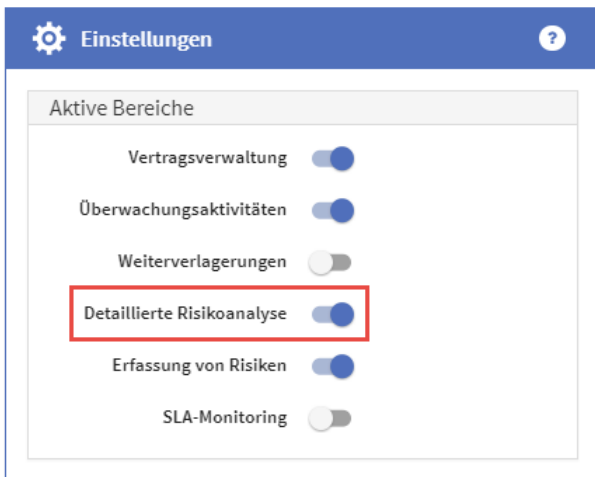 Einstellungen ?
Aktive Bereiche
Vertragsverwaltung
Überwachungsaktivitäten
Weiterverlagerungen
Detaillierte Risikoanalyse
Erfassung von Risiken
SLA-Monitoring